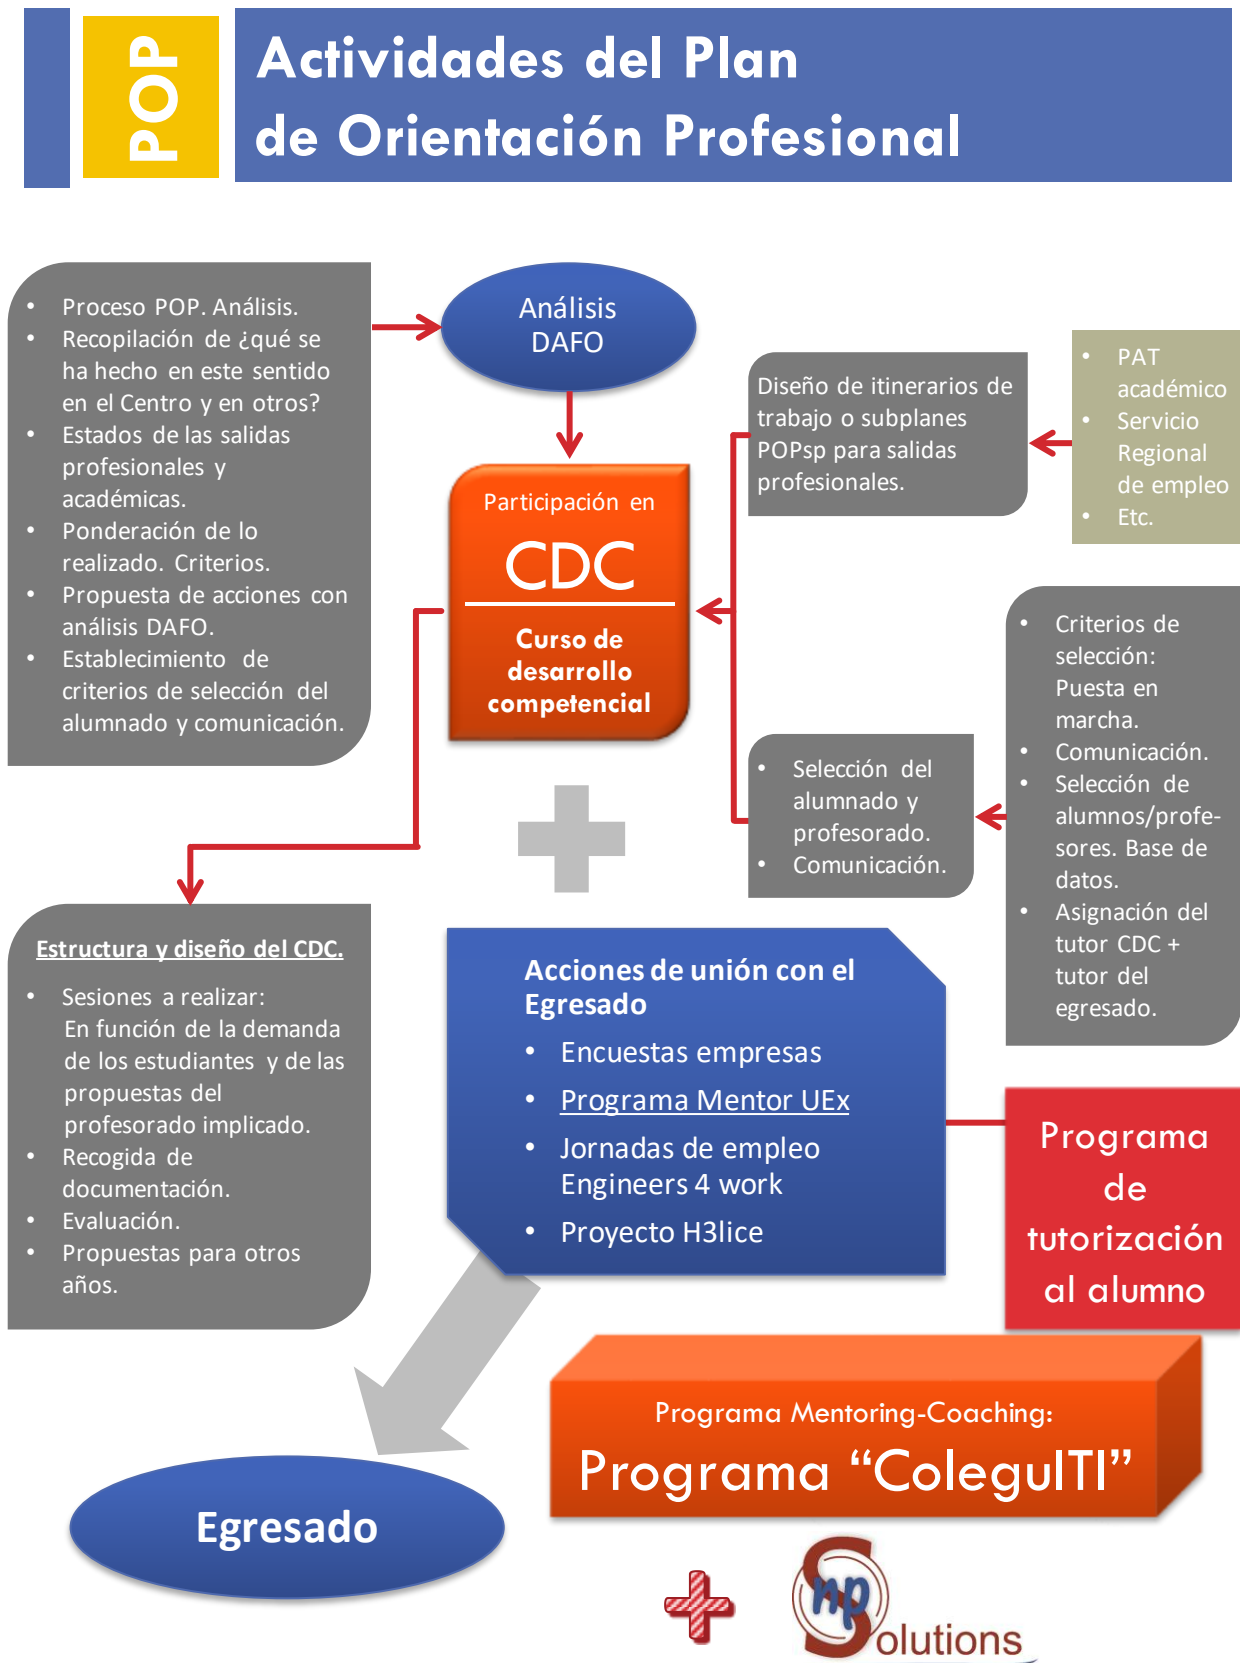 POP
Actividades del Plan
de Orientación Profesional
• Proceso POP. Análisis.
• Recopilación de ¿qué se
ha hecho en este sentido
en el Centro y en otros?
• Estados de las salidas
profesionales y
académicas.
• Ponderación de lo
realizado. Criterios.
• Propuesta de acciones con
análisis DAFO.
• Establecimiento de
criterios de selección del
alumnado y comunicación.
Análisis
DAFO
Participación en
CDC
Curso de
desarrollo
competencial
Diseño de itinerarios de
trabajo o subplanes
POPsp para salidas
profesionales.
• PAT
académico
• Servicio
Regional
de empleo
• Etc.
• Selección del
alumnado y
profesorado.
• Comunicación.
• Criterios de
selección:
Puesta en
marcha.
• Comunicación.
• Selección de
alumnos/profe-
sores. Base de
datos.
• Asignación del
tutor CDC +
tutor del
egresado.
Estructura y diseño del CDC.
• Sesiones a realizar:
En función de la demanda
de los estudiantes y de las
propuestas del
profesorado implicado.
• Recogida de
documentación.
• Evaluación.
• Propuestas para otros
años.
Acciones de unión con el
Egresado
• Encuestas empresas
• Programa Mentor UEx
• Jornadas de empleo
Engineers 4 work
• Proyecto H3lice
Programa
de
tutorización
al alumno
Programa Mentoring-Coaching:
Programa “ColeguITI”
Egresado
np
Solutions